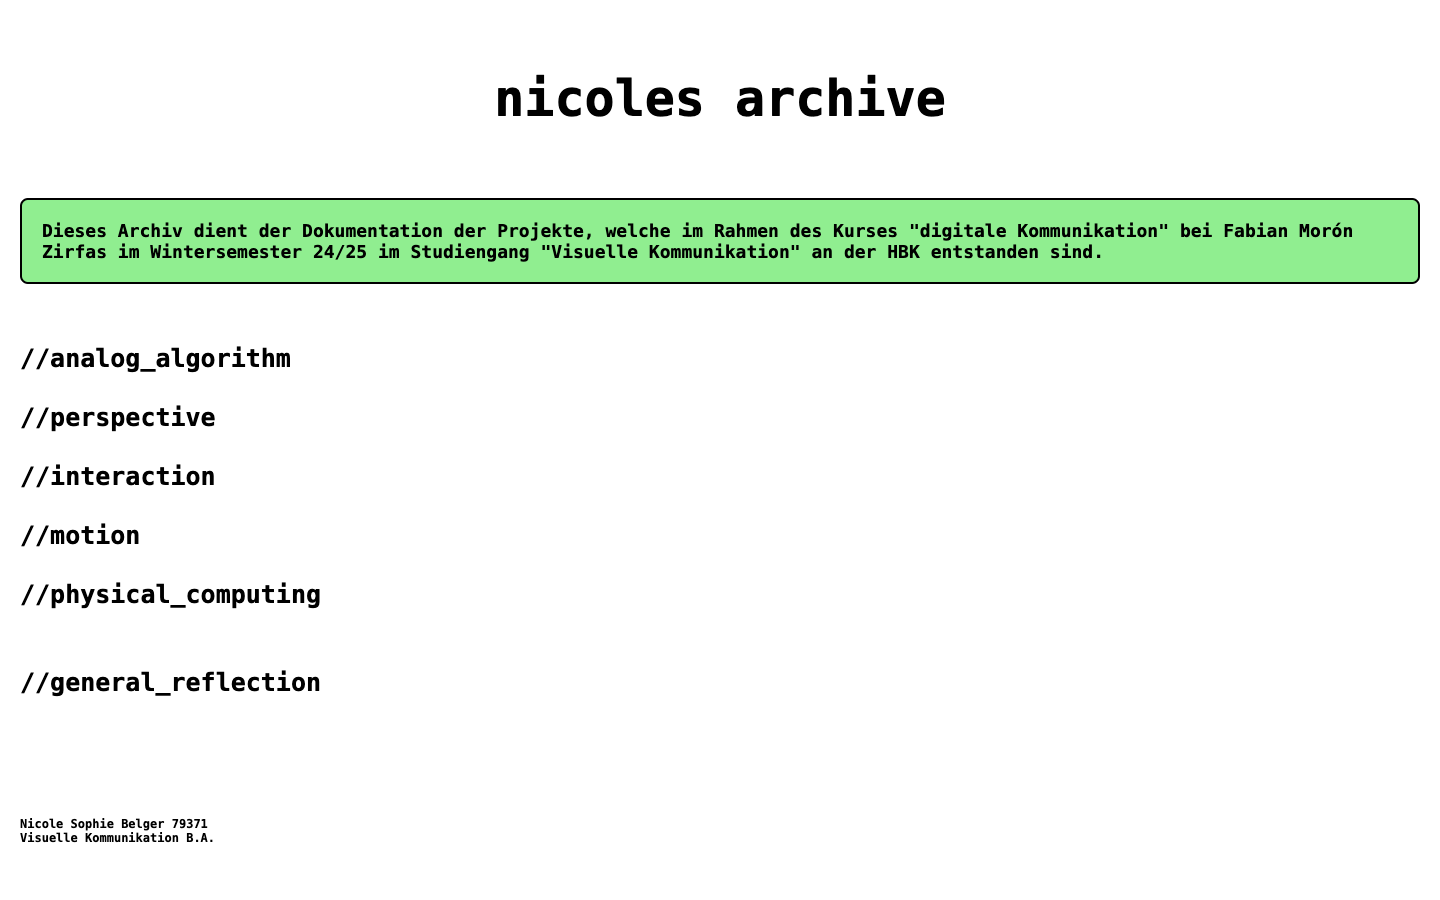 nicoles archive
Dieses Archiv dient der Dokumentation der Projekte, welche im Rahmen des Kurses "digitale Kommunikation" bei Fabian Morón
Zirfas im Wintersemester 24/25 im Studiengang "Visuelle Kommunikation" an der HBK entstanden sind.
//analog_algorithm
//perspective
//interaction
//motion
//physical_computing
//general_reflection
Nicole Sophie Belger 79371
Visuelle Kommunikation B.A.